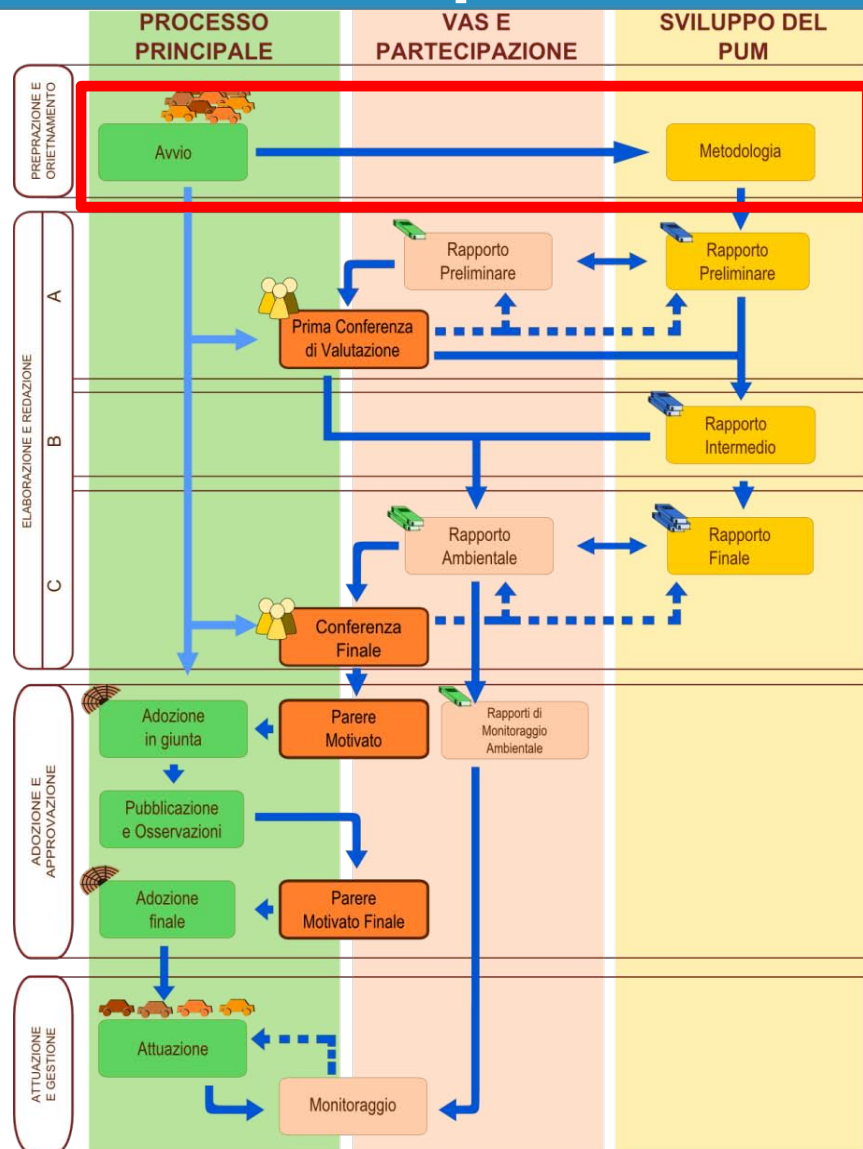 PROCESSO
PRINCIPALE
VAS E
PARTECIPAZIONE
SVILUPPO DEL
PUM
PREPRAZIONE E
ORIETNAMENTO
Avvio
Metodologia
ELABORAZIONE E REDAZIONE
A
Rapporto
Preliminare
Rapporto
Preliminare
Prima Conferenza
di Valutazione
B
Rapporto
Intermedio
C
Rapporto
Ambientale
Rapporto
Finale
Conferenza
Finale
ADOZIONE E
APPROVAZIONE
Adozione
in giunta
Parere
Motivato
Rapporti di
Monitoraggio
Ambientale
Pubblicazione
e Osservazioni
Adozione
finale
Parere
Motivato Finale
ATTUAZIONE
E GESTIONE
Attuazione
Monitoraggio